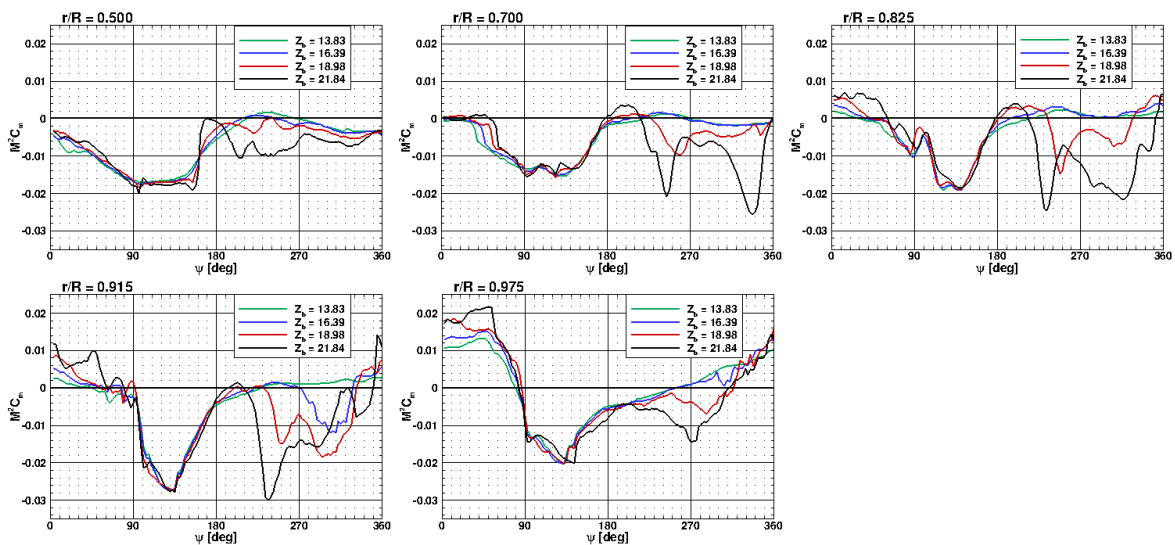 r/R = 0.500
0.02
0.01
0
-0.01
-0.02
-0.03
M²Cₘ
Z_b = 13.83
Z_b = 16.39
Z_b = 18.98
Z_b = 21.84
0 90 180 270 360
ψ [deg]
r/R = 0.700
0.02
0.01
0
-0.01
-0.02
-0.03
M²Cₘ
Z_b = 13.83
Z_b = 16.39
Z_b = 18.98
Z_b = 21.84
0 90 180 270 360
ψ [deg]
r/R = 0.825
0.02
0.01
0
-0.01
-0.02
-0.03
M²Cₘ
Z_b = 13.83
Z_b = 16.39
Z_b = 18.98
Z_b = 21.84
0 90 180 270 360
ψ [deg]
r/R = 0.915
0.02
0.01
0
-0.01
-0.02
-0.03
M²Cₘ
Z_b = 13.83
Z_b = 16.39
Z_b = 18.98
Z_b = 21.84
0 90 180 270 360
ψ [deg]
r/R = 0.975
0.02
0.01
0
-0.01
-0.02
-0.03
M²Cₘ
Z_b = 13.83
Z_b = 16.39
Z_b = 18.98
Z_b = 21.84
0 90 180 270 360
ψ [deg]